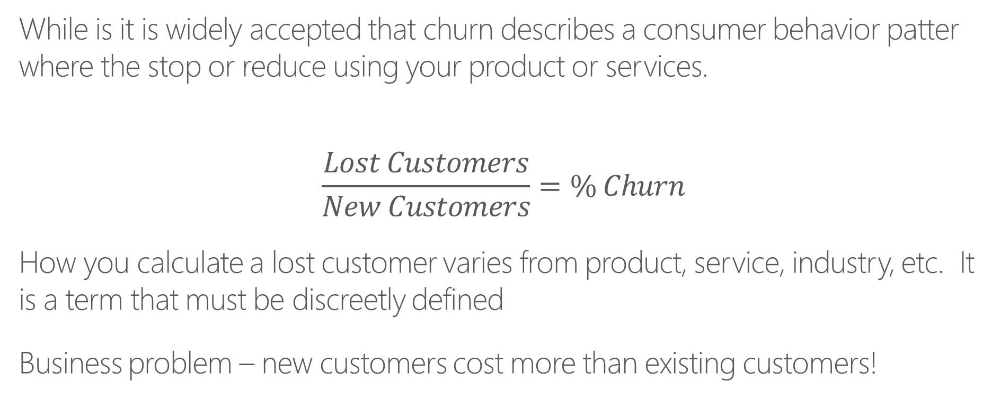 While is it is widely accepted that churn describes a consumer behavior patter
where the stop or reduce using your product or services.
Lost Customers
= % Churn
New Customers
How you calculate a lost customer varies from product, service, industry, etc.  It
is a term that must be discreetly defined
Business problem – new customers cost more than existing customers!